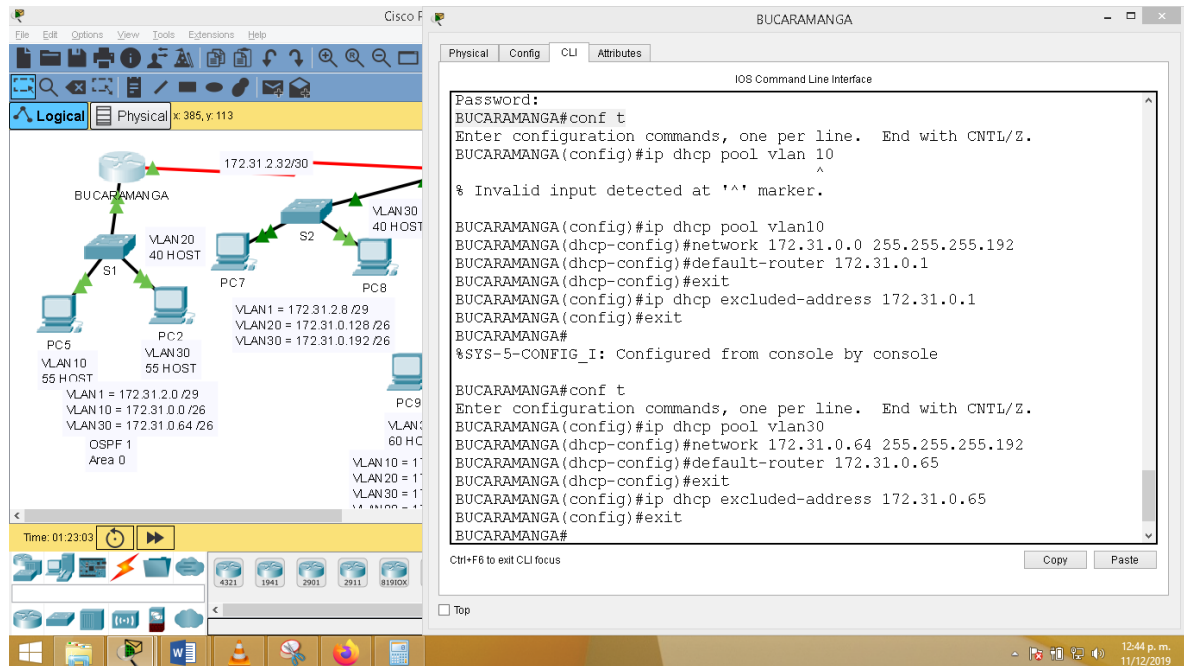 Cisco P
File Edit Options View Tools Extensions Help
Logical Physical x: 385, y: 113
172.31.2.32/30
BUCARAMANGA
VLAN30
40 HOST
S2
VLAN20
40 HOST
S1
PC7
PC8
VLAN1 = 172.31.2.8 /29
VLAN20 = 172.31.0.128 /26
VLAN30 = 172.31.0.192 /26
PC5
PC2
VLAN10
55 HOST
VLAN30
55 HOST
VLAN1 = 172.31.2.0 /29
VLAN10 = 172.31.0.0 /26
VLAN30 = 172.31.0.64 /26
OSPF 1
Area 0
PC9
60 HO
VLAN10 = 17
VLAN20 = 17
VLAN30 = 17
Time: 01:23:03
4321 1941 2901 2911 819IOX
BUCARAMANGA
Physical Config CLI Attributes
IOS Command Line Interface
Password:
BUCARAMANGA#conf t
Enter configuration commands, one per line. End with CNTL/Z.
BUCARAMANGA(config)#ip dhcp pool vlan 10
^
% Invalid input detected at '^' marker.
BUCARAMANGA(config)#ip dhcp pool vlan10
BUCARAMANGA(dhcp-config)#network 172.31.0.0 255.255.255.192
BUCARAMANGA(dhcp-config)#default-router 172.31.0.1
BUCARAMANGA(dhcp-config)#exit
BUCARAMANGA(config)#ip dhcp excluded-address 172.31.0.1
BUCARAMANGA(config)#exit
BUCARAMANGA#
%SYS-5-CONFIG_I: Configured from console by console
BUCARAMANGA#conf t
Enter configuration commands, one per line. End with CNTL/Z.
BUCARAMANGA(config)#ip dhcp pool vlan30
BUCARAMANGA(dhcp-config)#network 172.31.0.64 255.255.255.192
BUCARAMANGA(dhcp-config)#default-router 172.31.0.65
BUCARAMANGA(dhcp-config)#exit
BUCARAMANGA(config)#ip dhcp excluded-address 172.31.0.65
BUCARAMANGA(config)#exit
BUCARAMANGA#
Ctrl+F6 to exit CLI focus
Copy Paste
Top
12:44 p. m.
11/12/2019